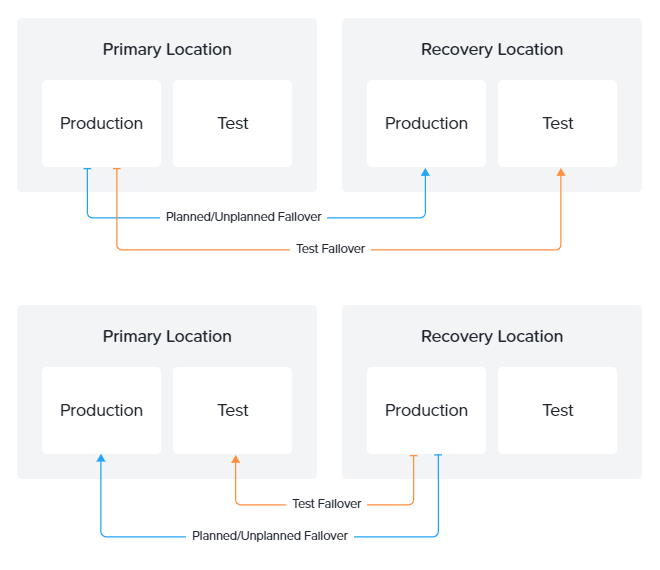 Primary Location
Recovery Location
Production
Test
Production
Test
Planned/Unplanned Failover
Test Failover
Primary Location
Recovery Location
Production
Test
Production
Test
Test Failover
Planned/Unplanned Failover